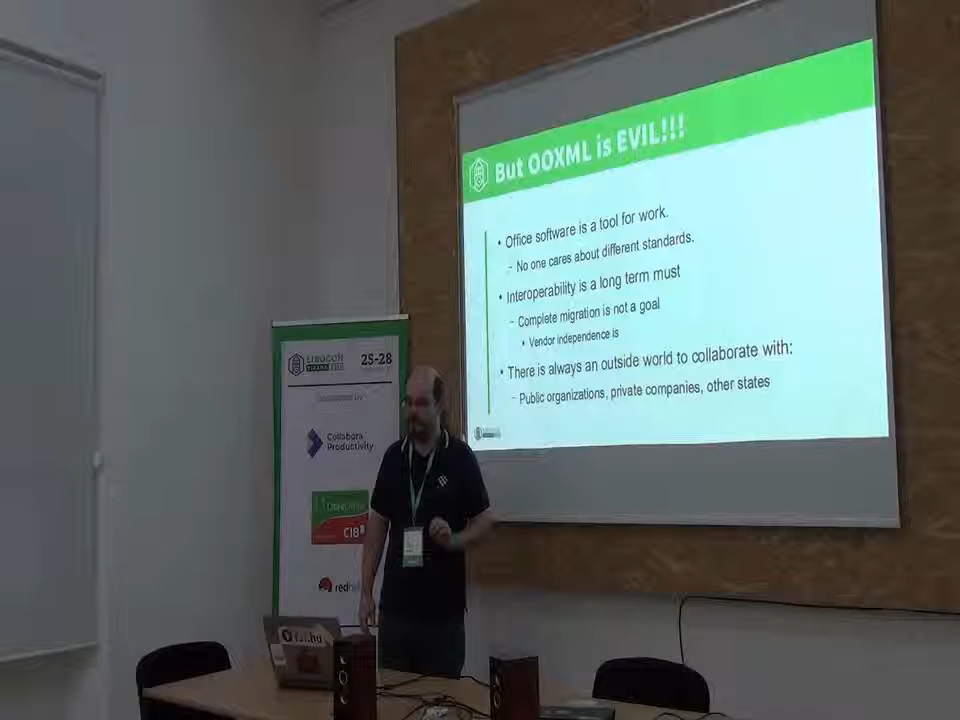 But OOXML is EVIL!!!
• Office software is a tool for work.
– No one cares about different standards.
• Interoperability is a long term must
– Complete migration is not a goal
• Vendor independence is
• There is always an outside world to collaborate with:
– Public organizations, private companies, other states
LIBOCON
25-28
Collabora
Productivity
CIB
redh
.hu